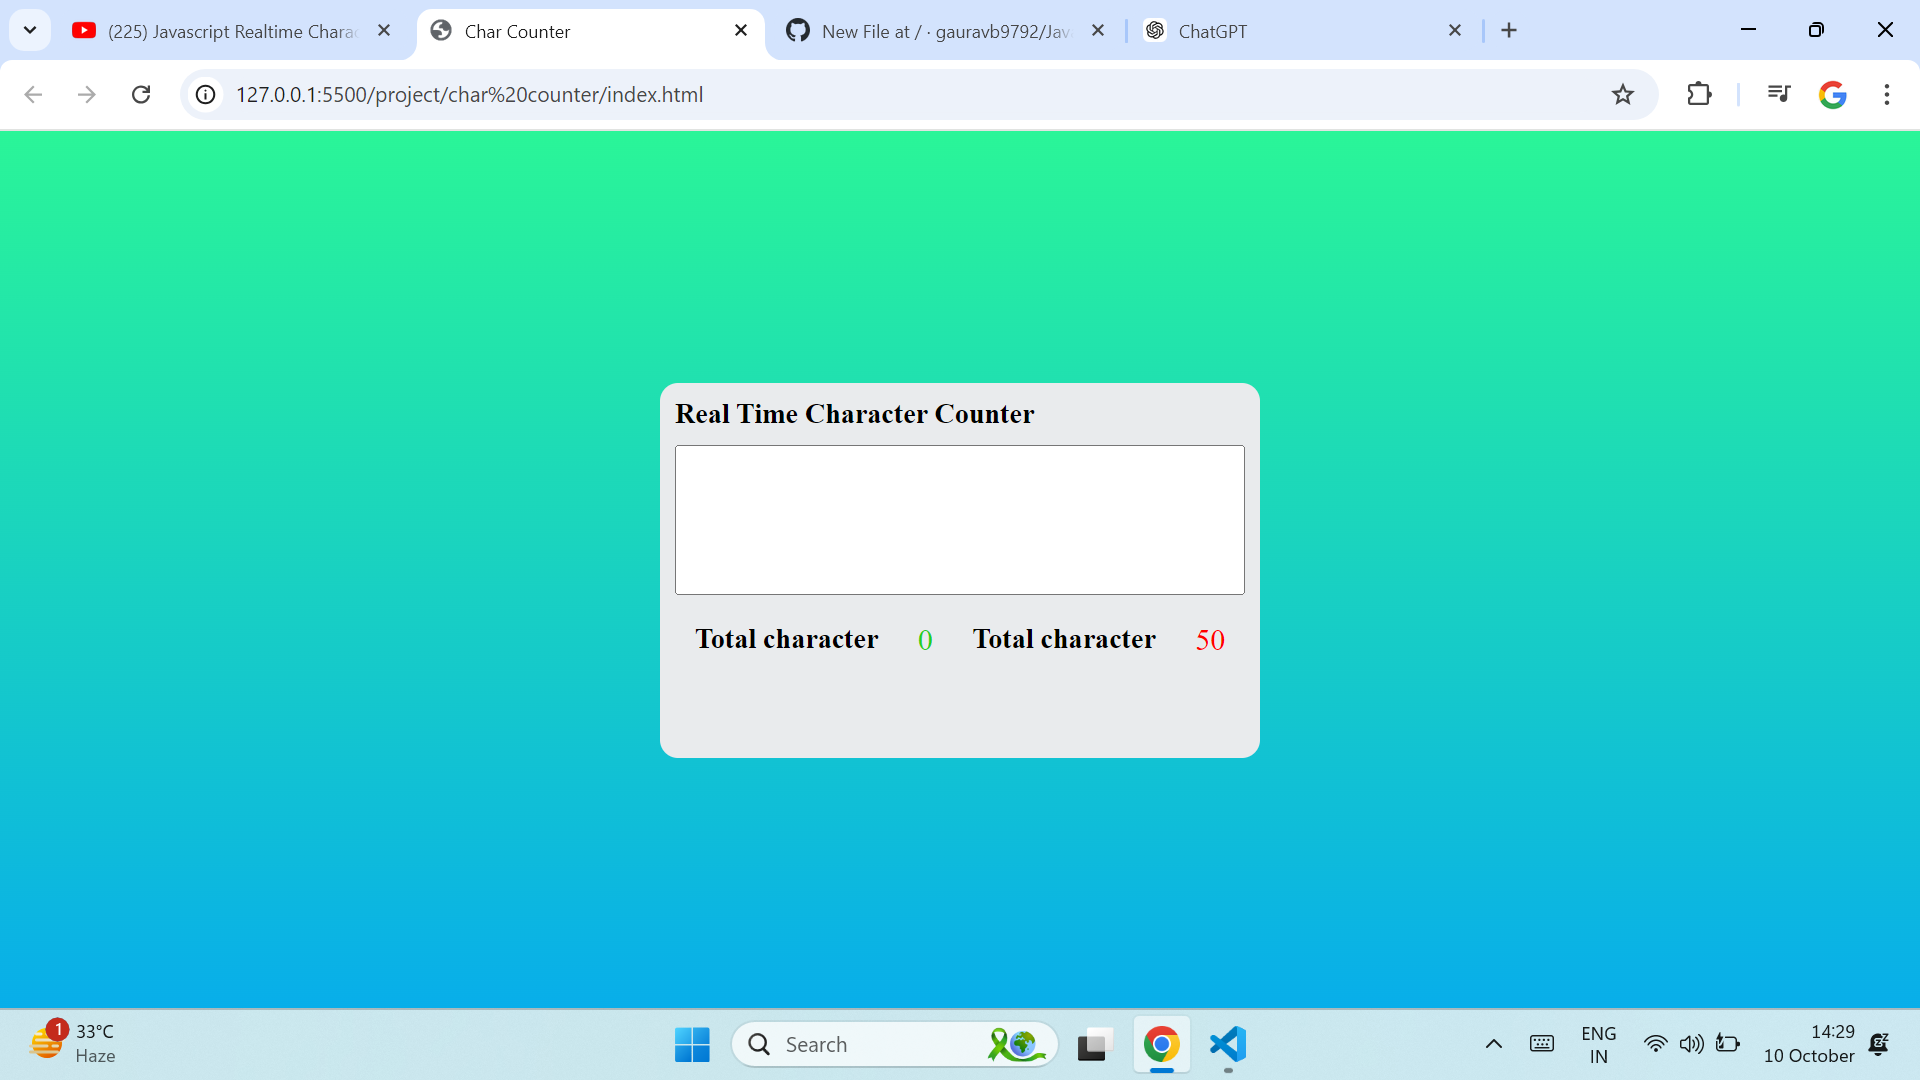 (225) Javascript Realtime Charac
Char Counter
New File at / · gauravb9792/Java
ChatGPT
127.0.0.1:5500/project/char%20counter/index.html
Real Time Character Counter
Total character 0 Total character 50
1
33°C
Haze
Search
ENG
IN
14:29
10 October